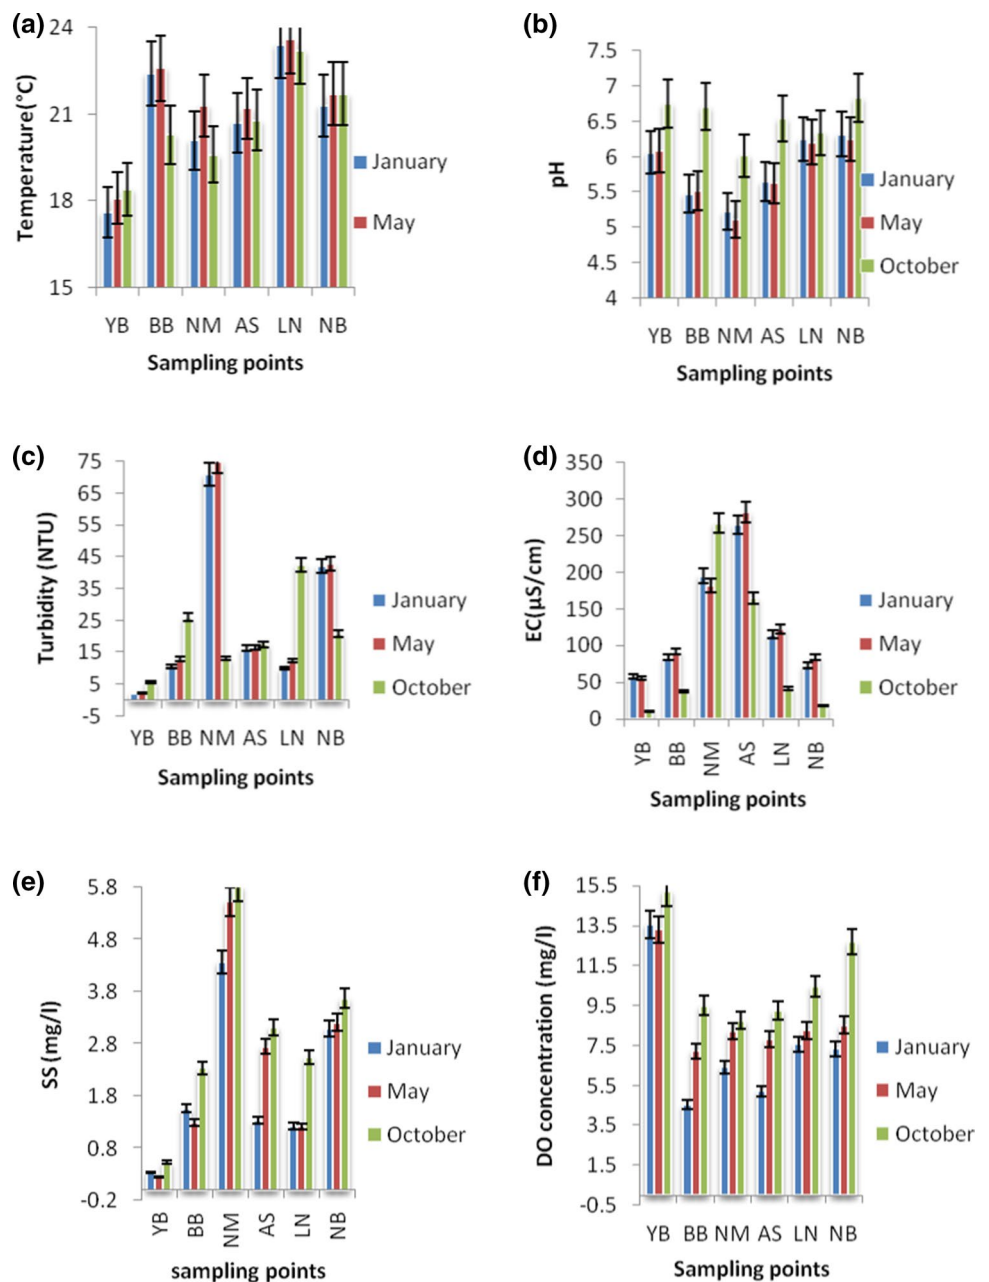 (a)
24
21
18
15
Temperature(°C)
YB BB NM AS LN NB
Sampling points
January
May
(b)
7.5
7
6.5
6
5.5
5
4.5
4
pH
YB BB NM AS LN NB
Sampling points
January
May
October
(c)
75
65
55
45
35
25
15
5
-5
Turbidity (NTU)
YB BB NM AS LN NB
Sampling points
January
May
October
(d)
350
300
250
200
150
100
50
0
EC(µS/cm)
YB BB NM AS LN NB
Sampling points
January
May
October
(e)
5.8
4.8
3.8
2.8
1.8
0.8
-0.2
SS (mg/l)
YB BB NM AS LN NB
sampling points
January
May
October
(f)
15.5
13.5
11.5
9.5
7.5
5.5
3.5
1.5
-0.5
DO concentration (mg/l)
YB BB NM AS LN NB
Sampling points
January
May
October